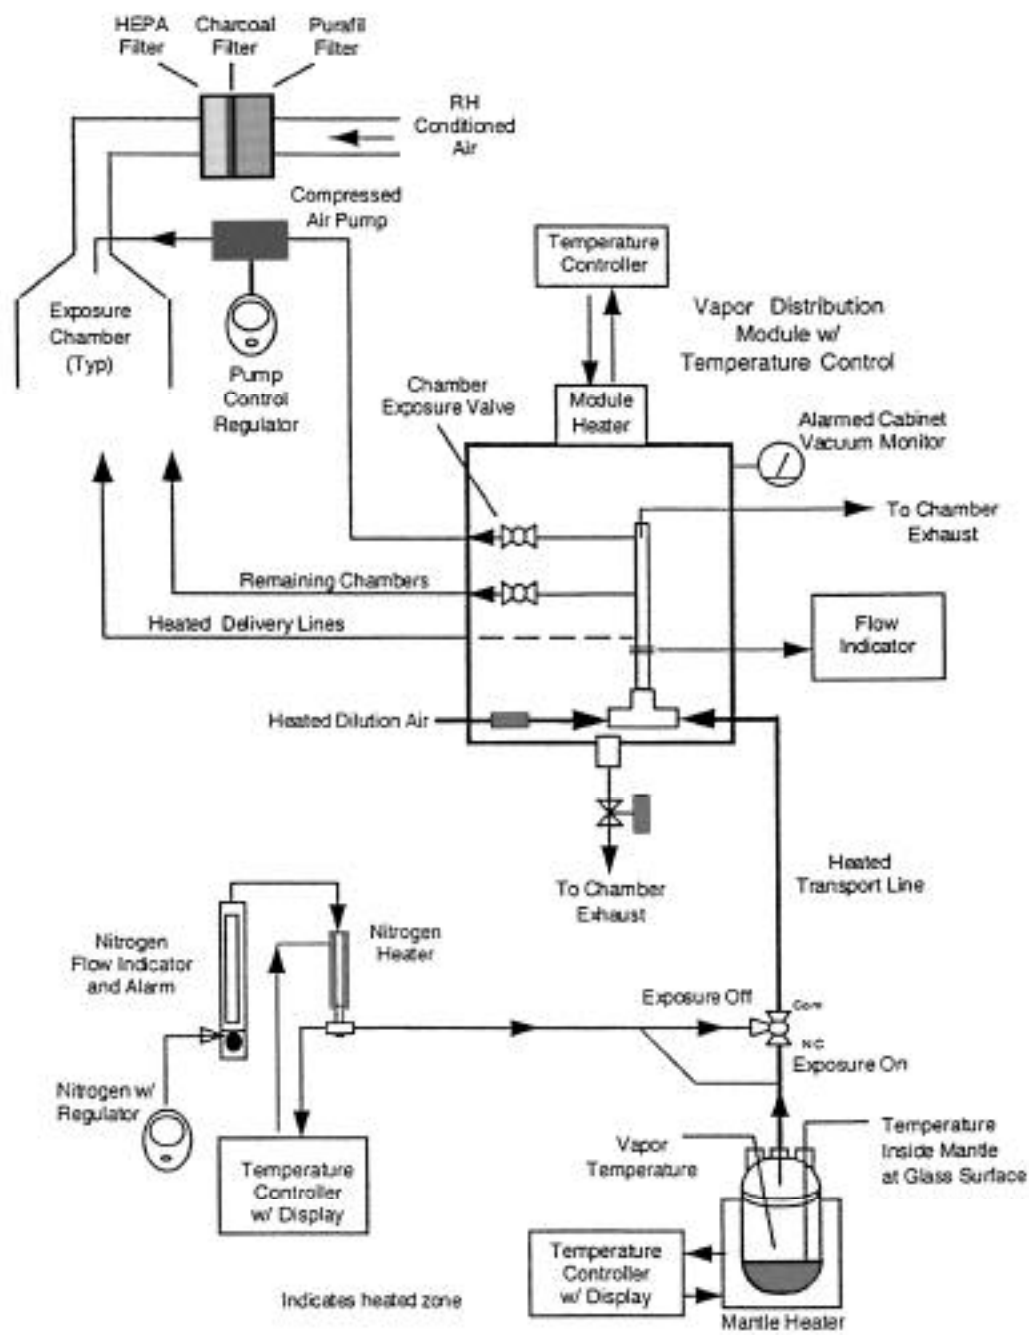 HEPA
Filter
Charcoal
Filter
Purafil
Filter
RH
Conditioned
Air
Compressed
Air Pump
Exposure
Chamber
(Typ)
Pump
Control
Regulator
Temperature
Controller
Vapor Distribution
Module w/
Temperature Control
Chamber
Exposure Valve
Module
Heater
Alarmed Cabinet
Vacuum Monitor
To Chamber
Exhaust
Remaining Chambers
Heated Delivery Lines
Flow
Indicator
Heated Dilution Air
To Chamber
Exhaust
Heated
Transport Line
Nitrogen
Flow Indicator
and Alarm
Nitrogen
Heater
Exposure Off
Com
NC
Exposure On
Nitrogen w/
Regulator
Temperature
Controller
w/ Display
Vapor
Temperature
Temperature
Inside Mantle
at Glass Surface
Temperature
Controller
w/ Display
Indicates heated zone
Mantle Heater